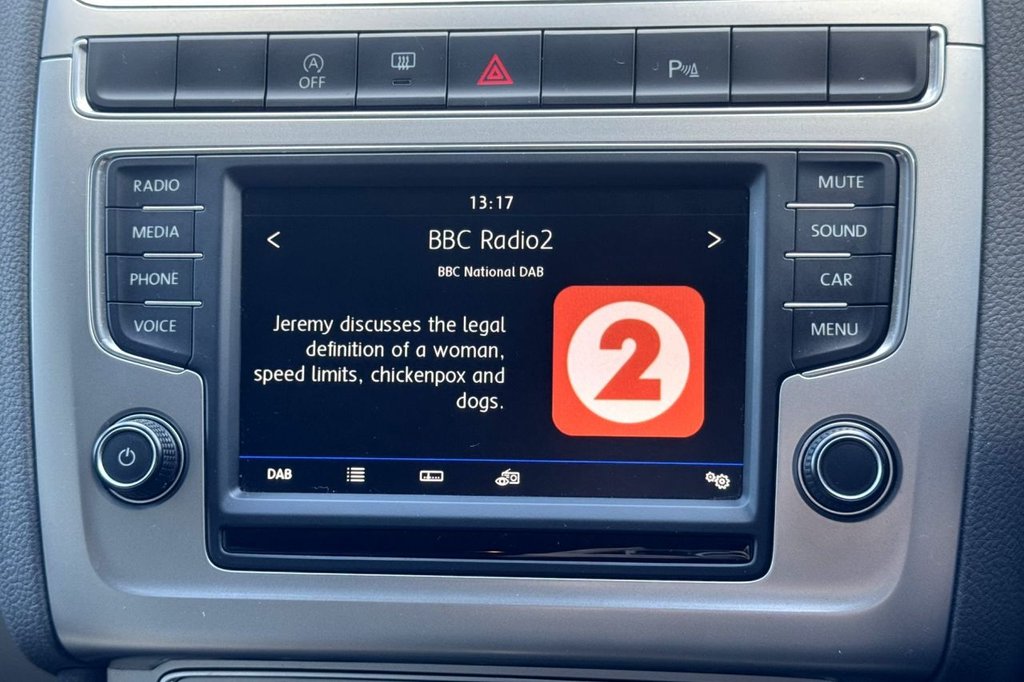 A
OFF
P
RADIO
MEDIA
PHONE
VOICE
13:17
<
BBC Radio2
>
BBC National DAB
Jeremy discusses the legal
definition of a woman,
speed limits, chickenpox and
dogs.
2
DAB
MUTE
SOUND
CAR
MENU